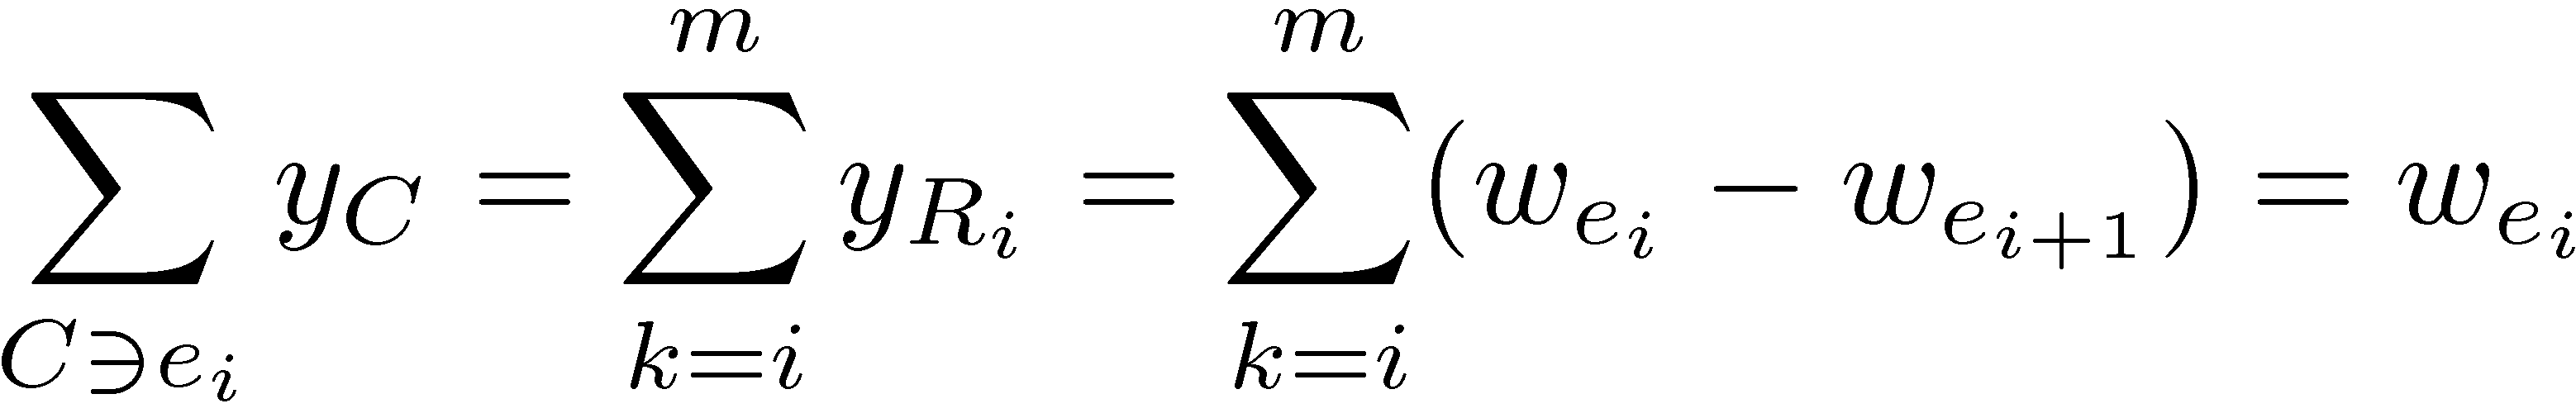 \sum_{C \ni e_i} y_C = \sum_{k=i}^{m} y_{R_i} = \sum_{k=i}^{m} (w_{e_i} - w_{e_{i+1}}) = w_{e_i}